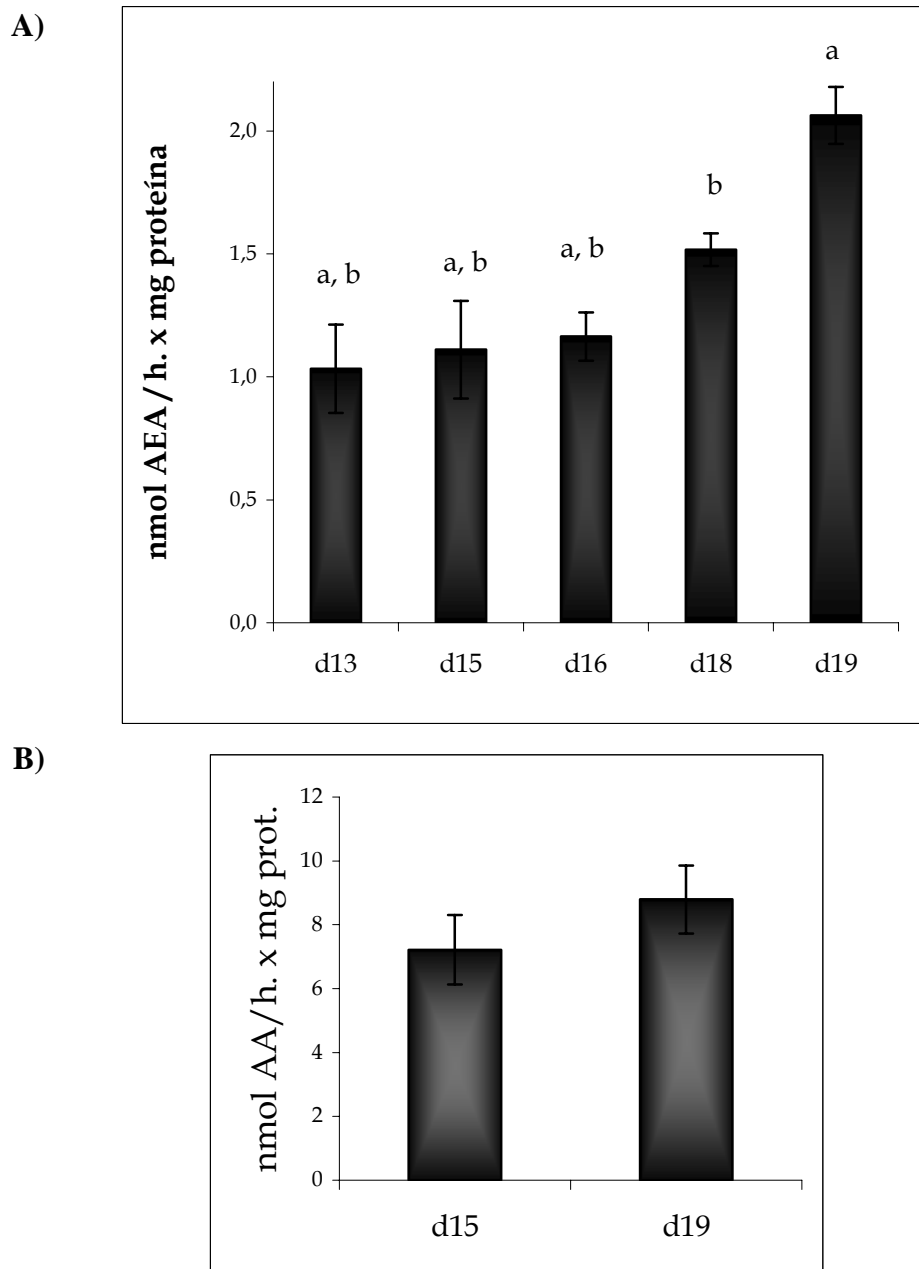 A)
nmol AEA / h. x mg proteína
2,0
1,5
1,0
0,5
0,0
a, b
a, b
a, b
b
a
d13 d15 d16 d18 d19
B)
nmol AA/h. x mg prot.
12
10
8
6
4
2
0
d15 d19